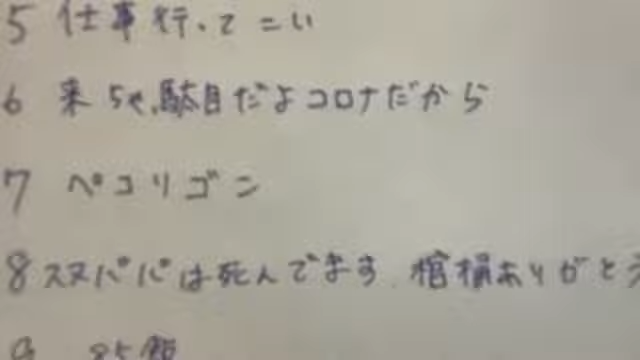 5 仕事行ってこい
6 来ちゃ駄目だよコロナだから
7 ペコリゴン
8 スヌパパは死んでます 棺桶ありがとう
9